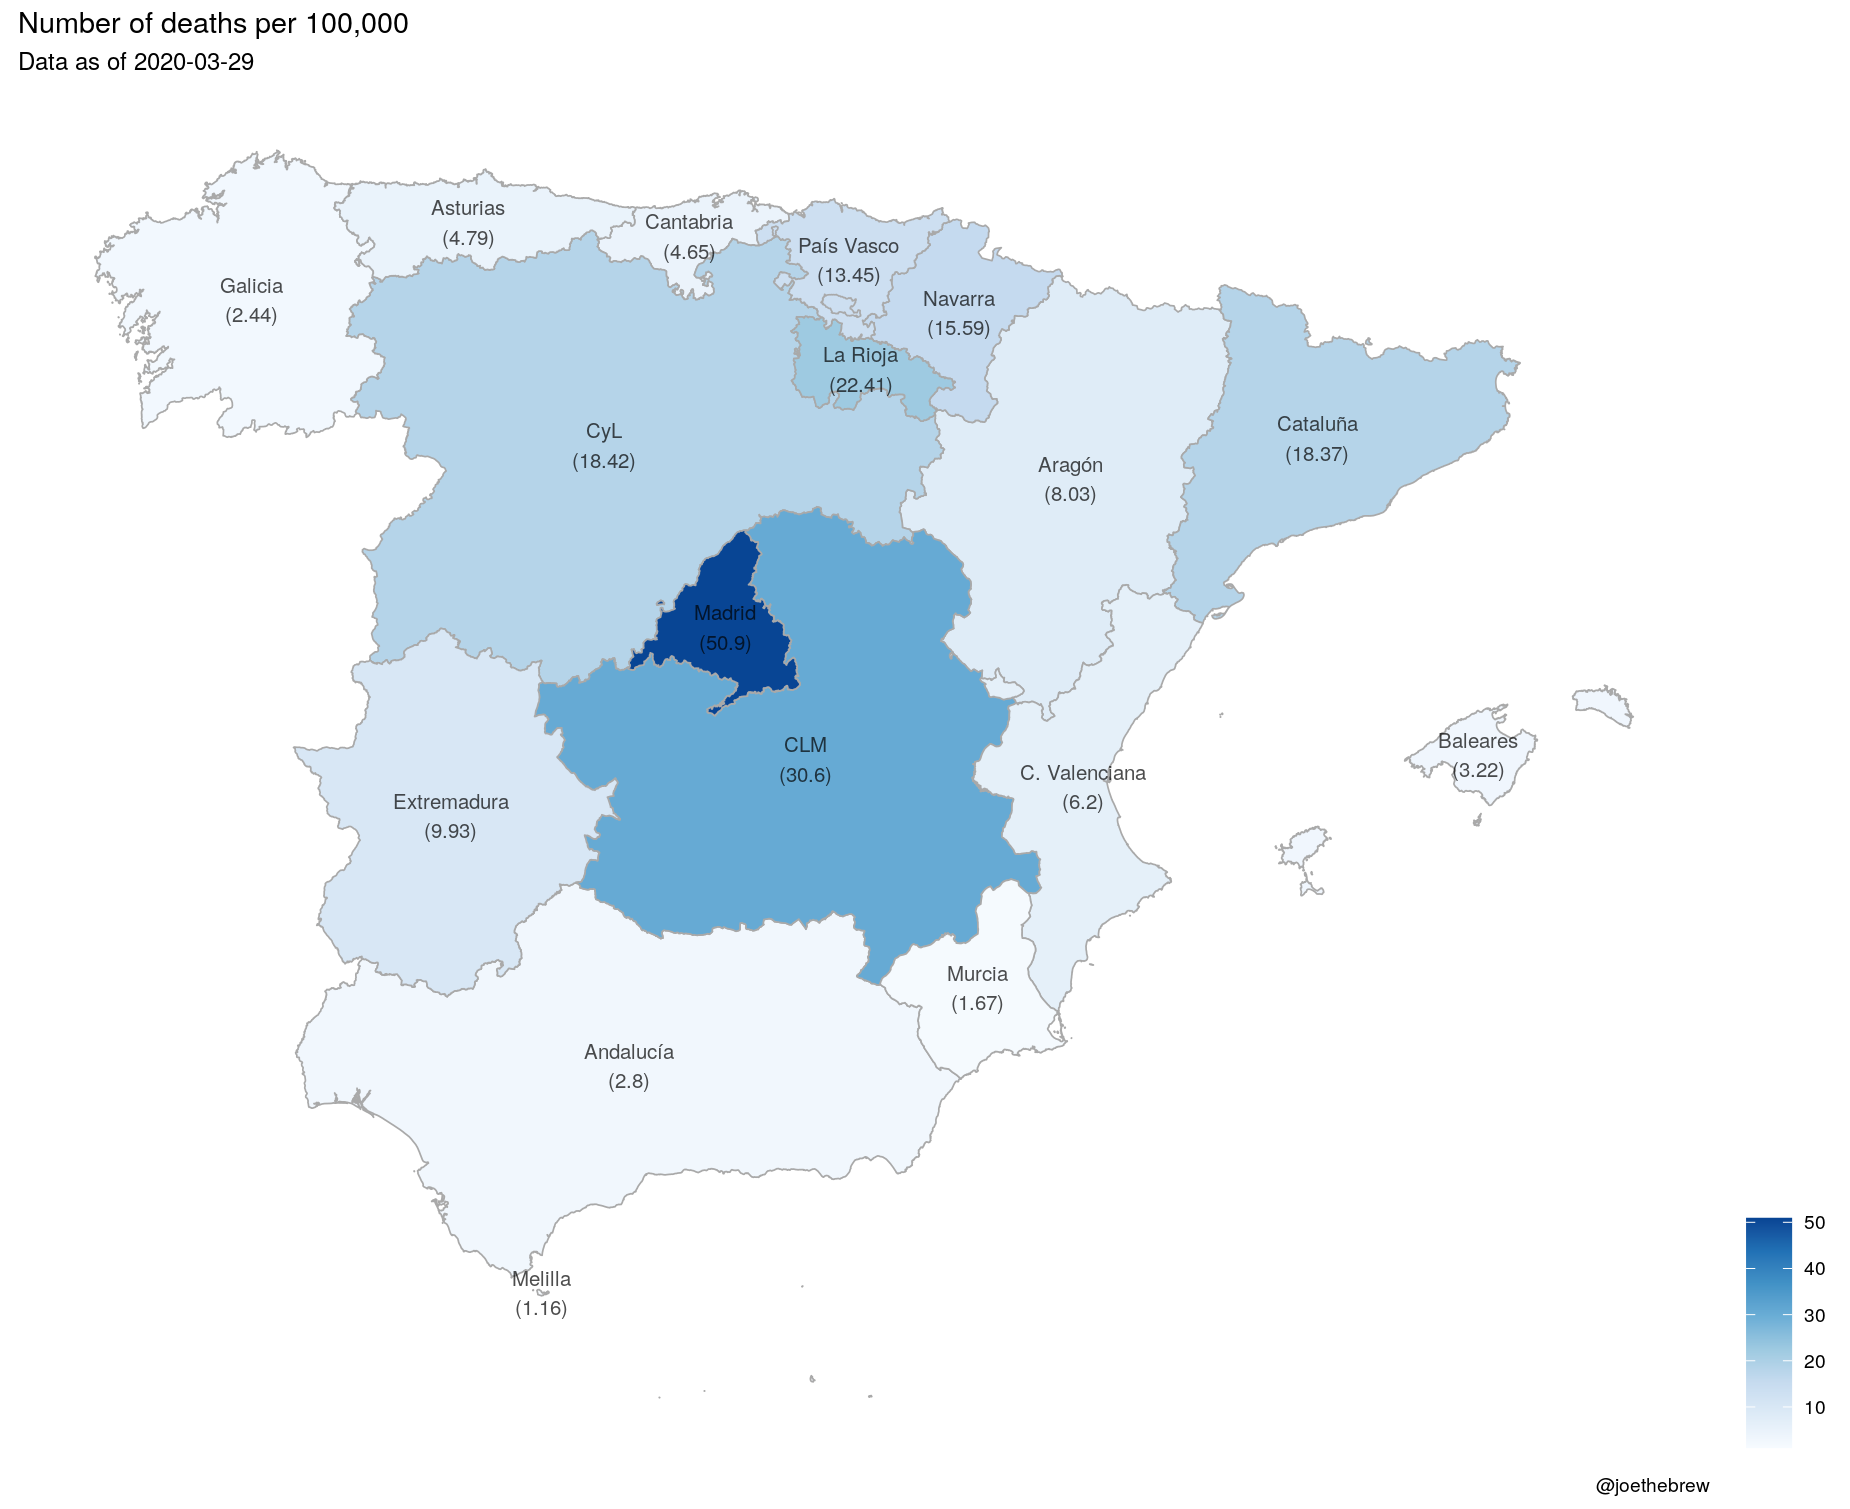 Number of deaths per 100,000
Data as of 2020-03-29
Asturias
(4.79)
Cantabria
(4.65)
País Vasco
(13.45)
Galicia
(2.44)
Navarra
(15.59)
La Rioja
(22.41)
CyL
(18.42)
Cataluña
(18.37)
Aragón
(8.03)
Madrid
(50.9)
CLM
(30.6)
Baleares
(3.22)
C. Valenciana
(6.2)
Extremadura
(9.93)
Murcia
(1.67)
Andalucía
(2.8)
Melilla
(1.16)
50
40
30
20
10
@joethebrew